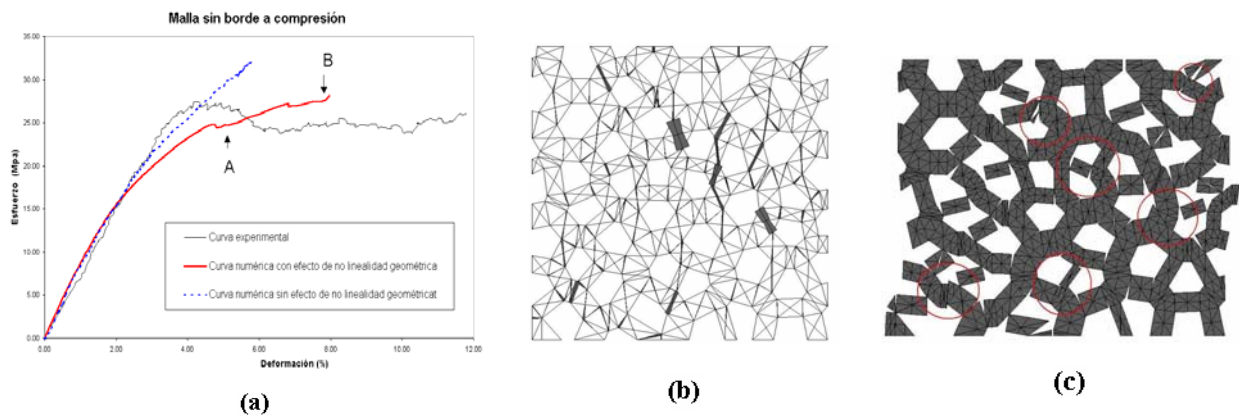 Malla sin borde a compresión
35.00
30.00
25.00
20.00
15.00
10.00
5.00
0.00
Esfuerzo (Mpa)
B
A
Curva experimental
Curva numérica con efecto de no linealidad geométrica
Curva numérica sin efecto de no linealidad geométricat
0.00 2.00 4.00 6.00 8.00 10.00 12.00
Deformación (%)
(a)
(b)
(c)